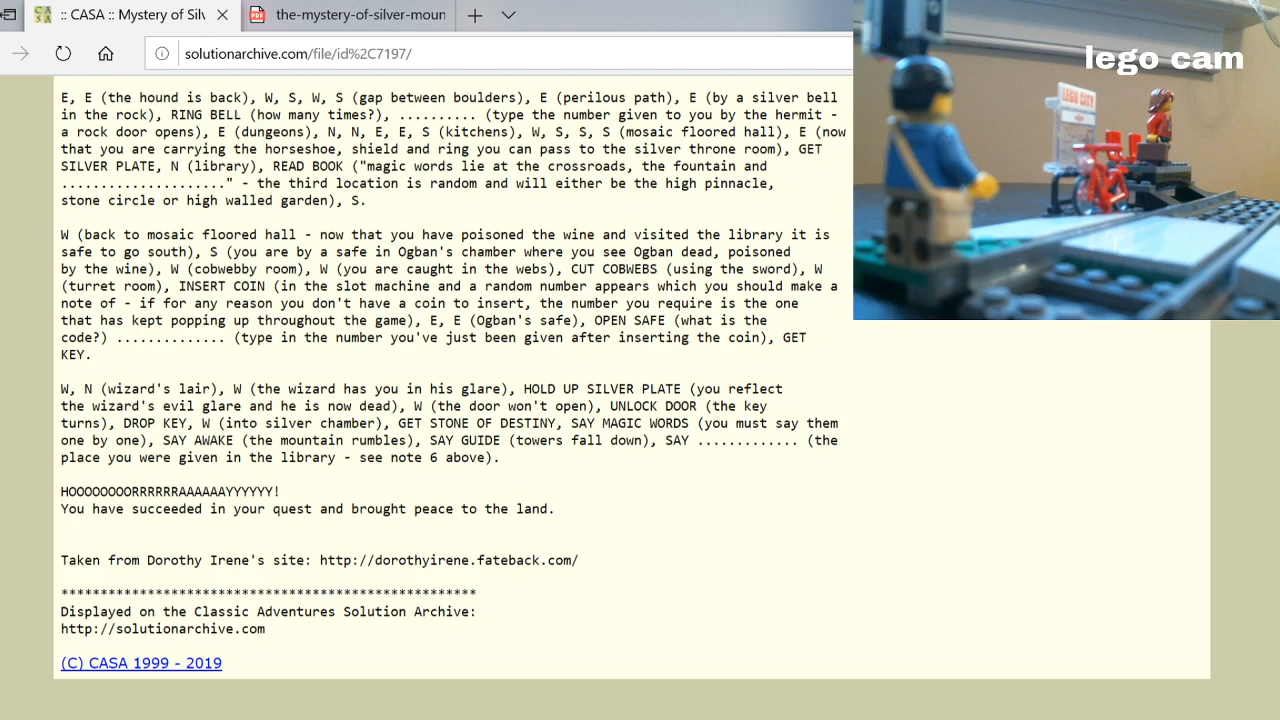 :: CASA :: Mystery of Silv
the-mystery-of-silver-moun
solutionarchive.com/file/id%2C7197/
lego cam
LEGO CITY
E, E (the hound is back), W, S, W, S (gap between boulders), E (perilous path), E (by a silver bell
in the rock), RING BELL (how many times?), .......... (type the number given to you by the hermit -
a rock door opens), E (dungeons), N, N, E, E, S (kitchens), W, S, S, S (mosaic floored hall), E (now
that you are carrying the horseshoe, shield and ring you can pass to the silver throne room), GET
SILVER PLATE, N (library), READ BOOK ("magic words lie at the crossroads, the fountain and
....................." - the third location is random and will either be the high pinnacle,
stone circle or high walled garden), S.
W (back to mosaic floored hall - now that you have poisoned the wine and visited the library it is
safe to go south), S (you are by a safe in Ogban's chamber where you see Ogban dead, poisoned
by the wine), W (cobwebby room), W (you are caught in the webs), CUT COBWEBS (using the sword), W
(turret room), INSERT COIN (in the slot machine and a random number appears which you should make a
note of - if for any reason you don't have a coin to insert, the number you require is the one
that has kept popping up throughout the game), E, E (Ogban's safe), OPEN SAFE (what is the
code?) .............. (type in the number you've just been given after inserting the coin), GET
KEY.
W, N (wizard's lair), W (the wizard has you in his glare), HOLD UP SILVER PLATE (you reflect
the wizard's evil glare and he is now dead), W (the door won't open), UNLOCK DOOR (the key
turns), DROP KEY, W (into silver chamber), GET STONE OF DESTINY, SAY MAGIC WORDS (you must say them
one by one), SAY AWAKE (the mountain rumbles), SAY GUIDE (towers fall down), SAY ............. (the
place you were given in the library - see note 6 above).
HOOOOOOOORRRRRRAAAAAAYYYYYY!
You have succeeded in your quest and brought peace to the land.
Taken from Dorothy Irene's site: http://dorothyirene.fateback.com/
*****************************************************
Displayed on the Classic Adventures Solution Archive:
http://solutionarchive.com
(C) CASA 1999 - 2019